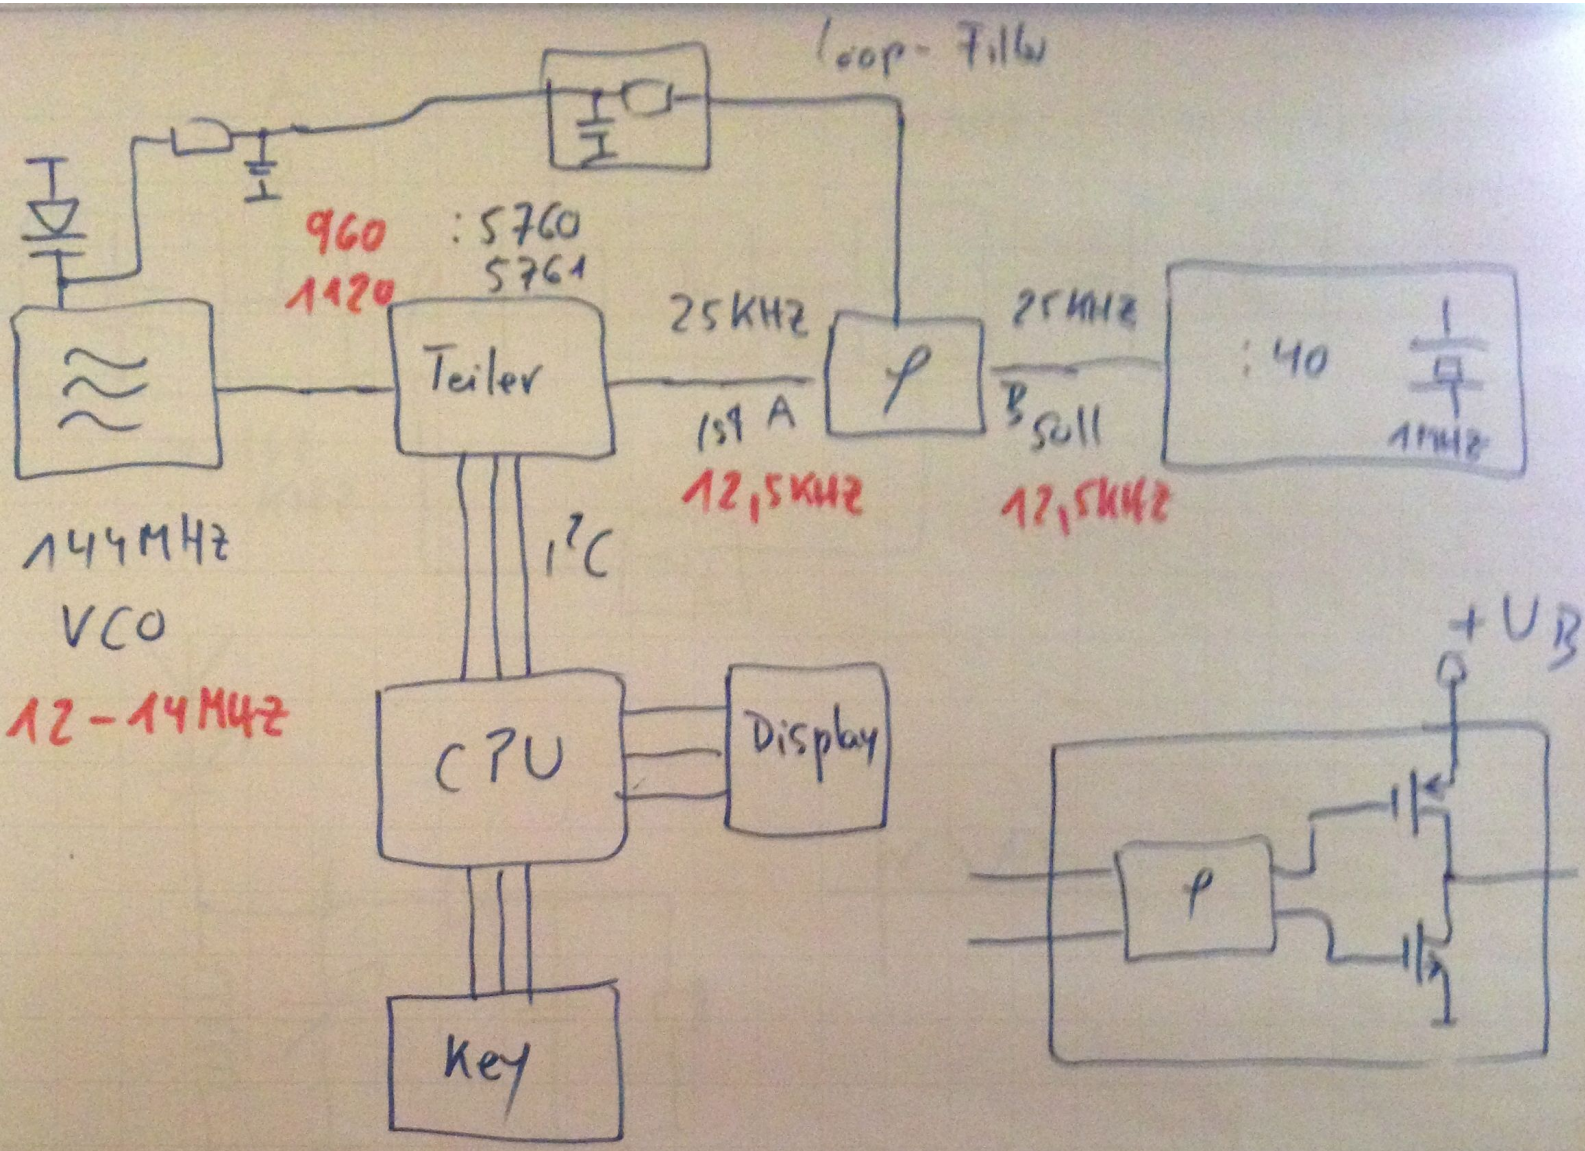 Loop-Filter
960 :5760
1120 5761
25KHZ
25KHZ
Teiler
φ
:40
Ist A
B Soll
1MHZ
12,5KHZ
12,5KHZ
144MHz
I²C
VCO
+UB
12-14MHZ
CPU
Display
φ
Key